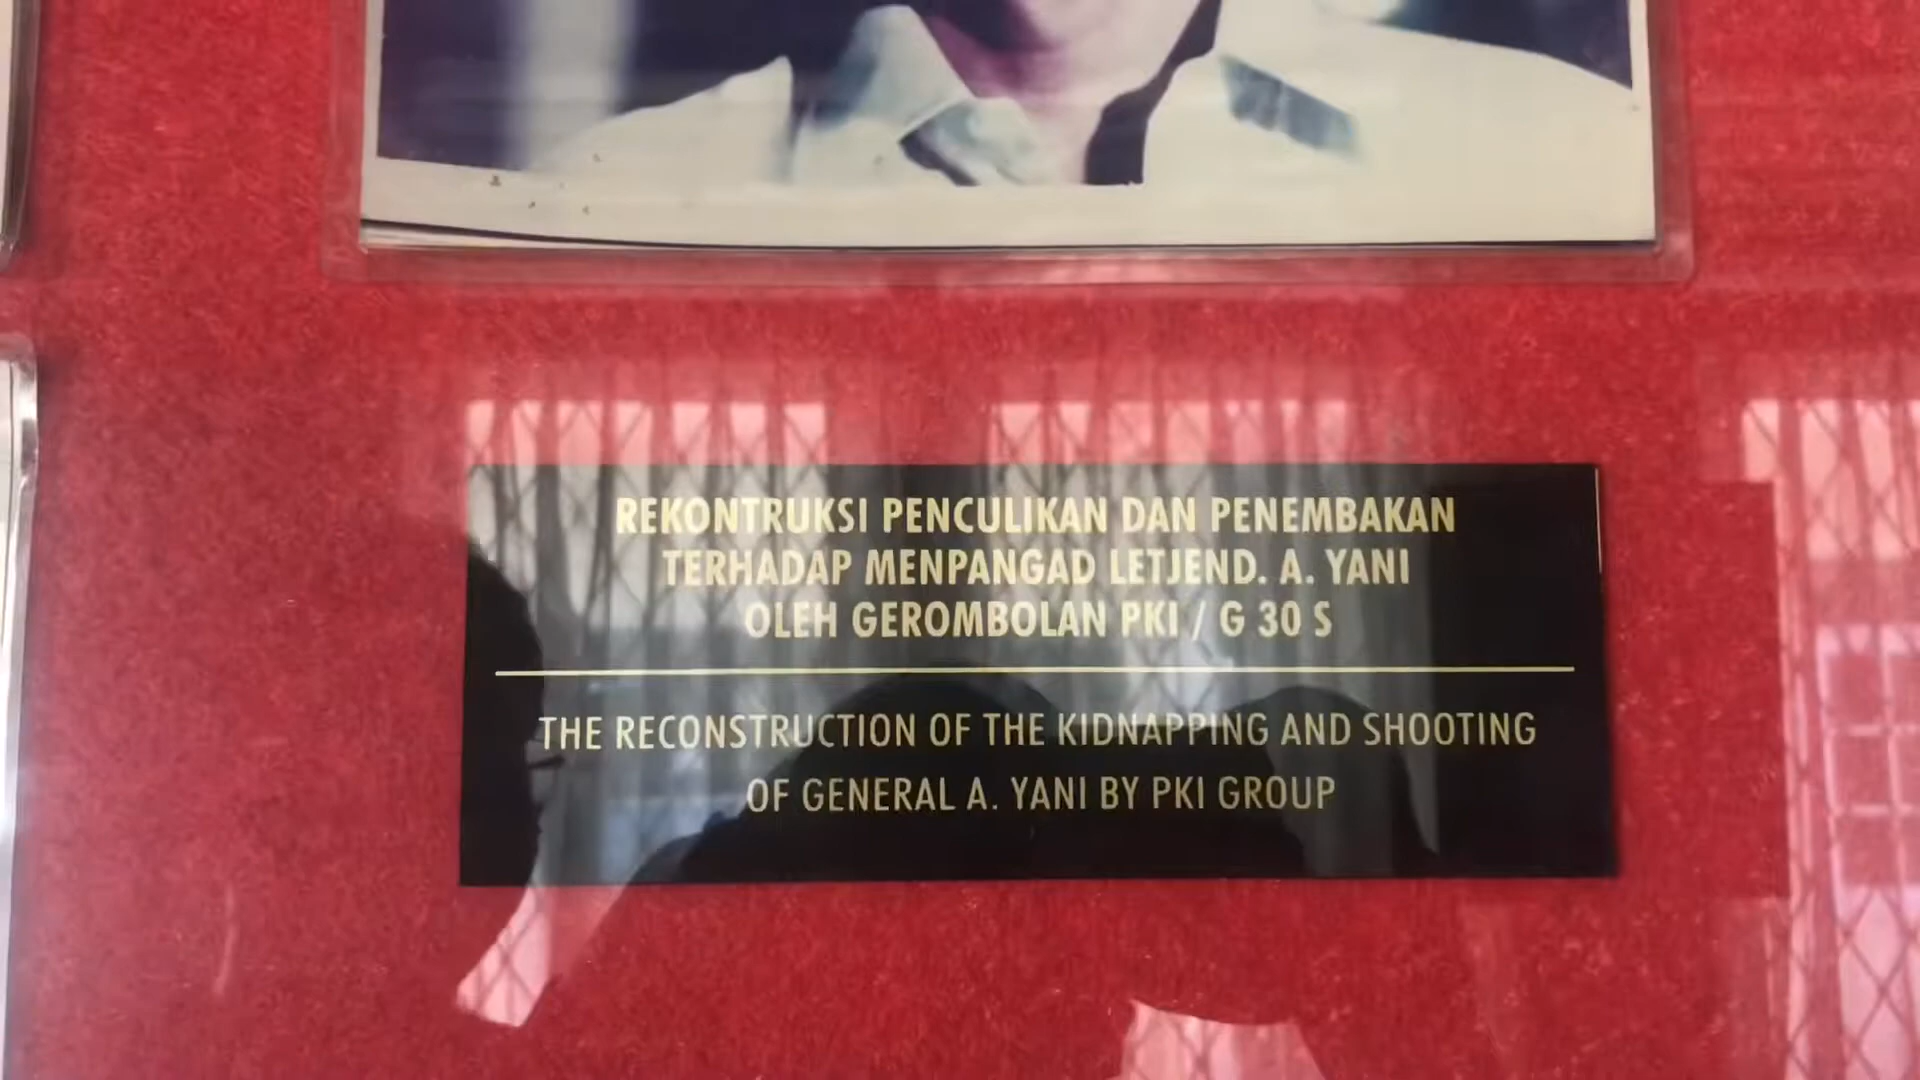 REKONTRUKSI PENCULIKAN DAN PENEMBAKAN
TERHADAP MENPANGAD LETJEND. A. YANI
OLEH GEROMBOLAN PKI / G 30 S
THE RECONSTRUCTION OF THE KIDNAPPING AND SHOOTING
OF GENERAL A. YANI BY PKI GROUP